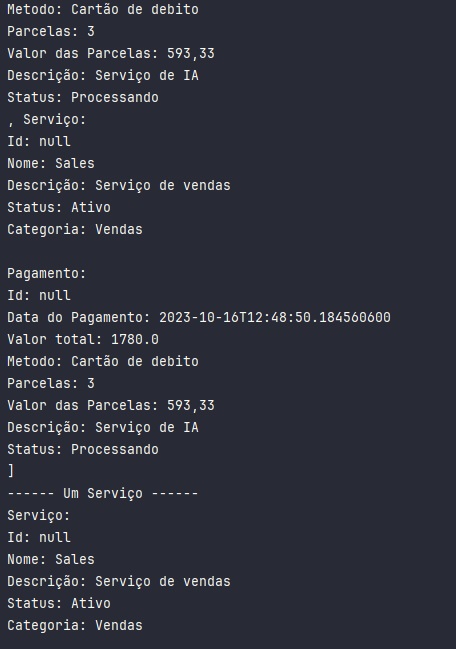 Metodo: Cartão de debito
Parcelas: 3
Valor das Parcelas: 593,33
Descrição: Serviço de IA
Status: Processando
, Serviço:
Id: null
Nome: Sales
Descrição: Serviço de vendas
Status: Ativo
Categoria: Vendas
Pagamento:
Id: null
Data do Pagamento: 2023-10-16T12:48:50.184560600
Valor total: 1780.0
Metodo: Cartão de debito
Parcelas: 3
Valor das Parcelas: 593,33
Descrição: Serviço de IA
Status: Processando
]
------ Um Serviço ------
Serviço:
Id: null
Nome: Sales
Descrição: Serviço de vendas
Status: Ativo
Categoria: Vendas